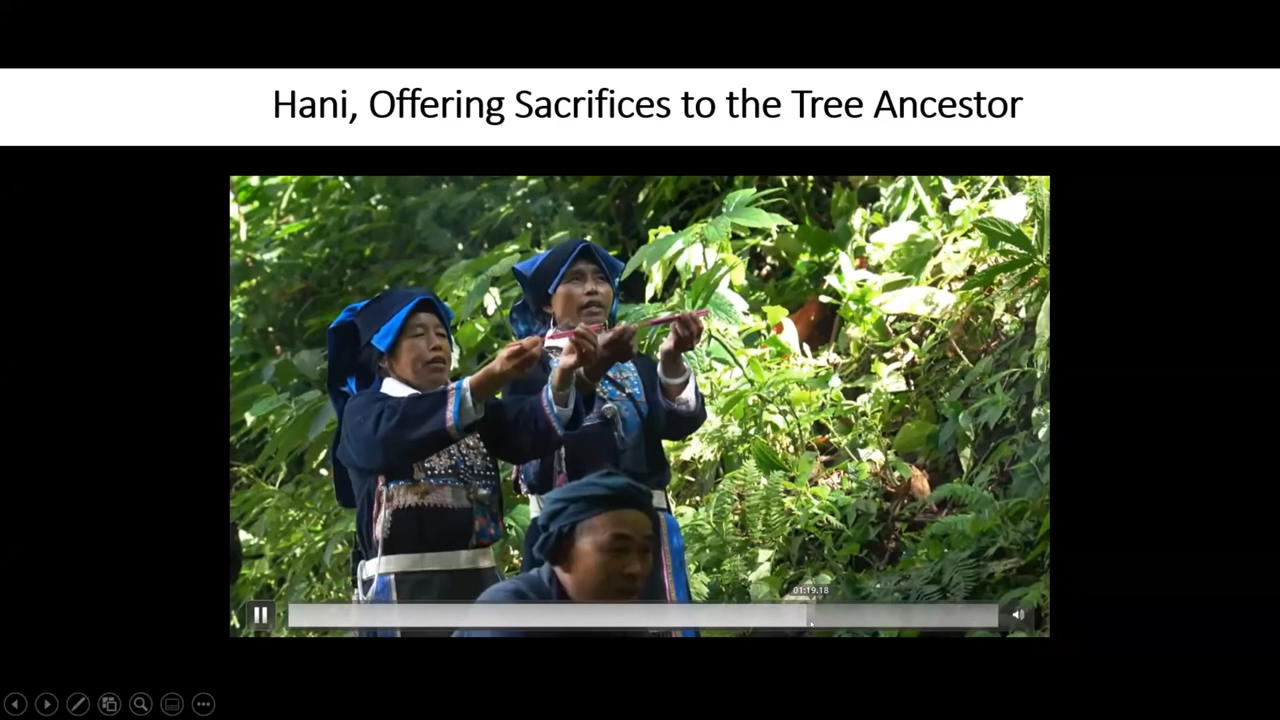 Hani, Offering Sacrifices to the Tree Ancestor
01:19.18